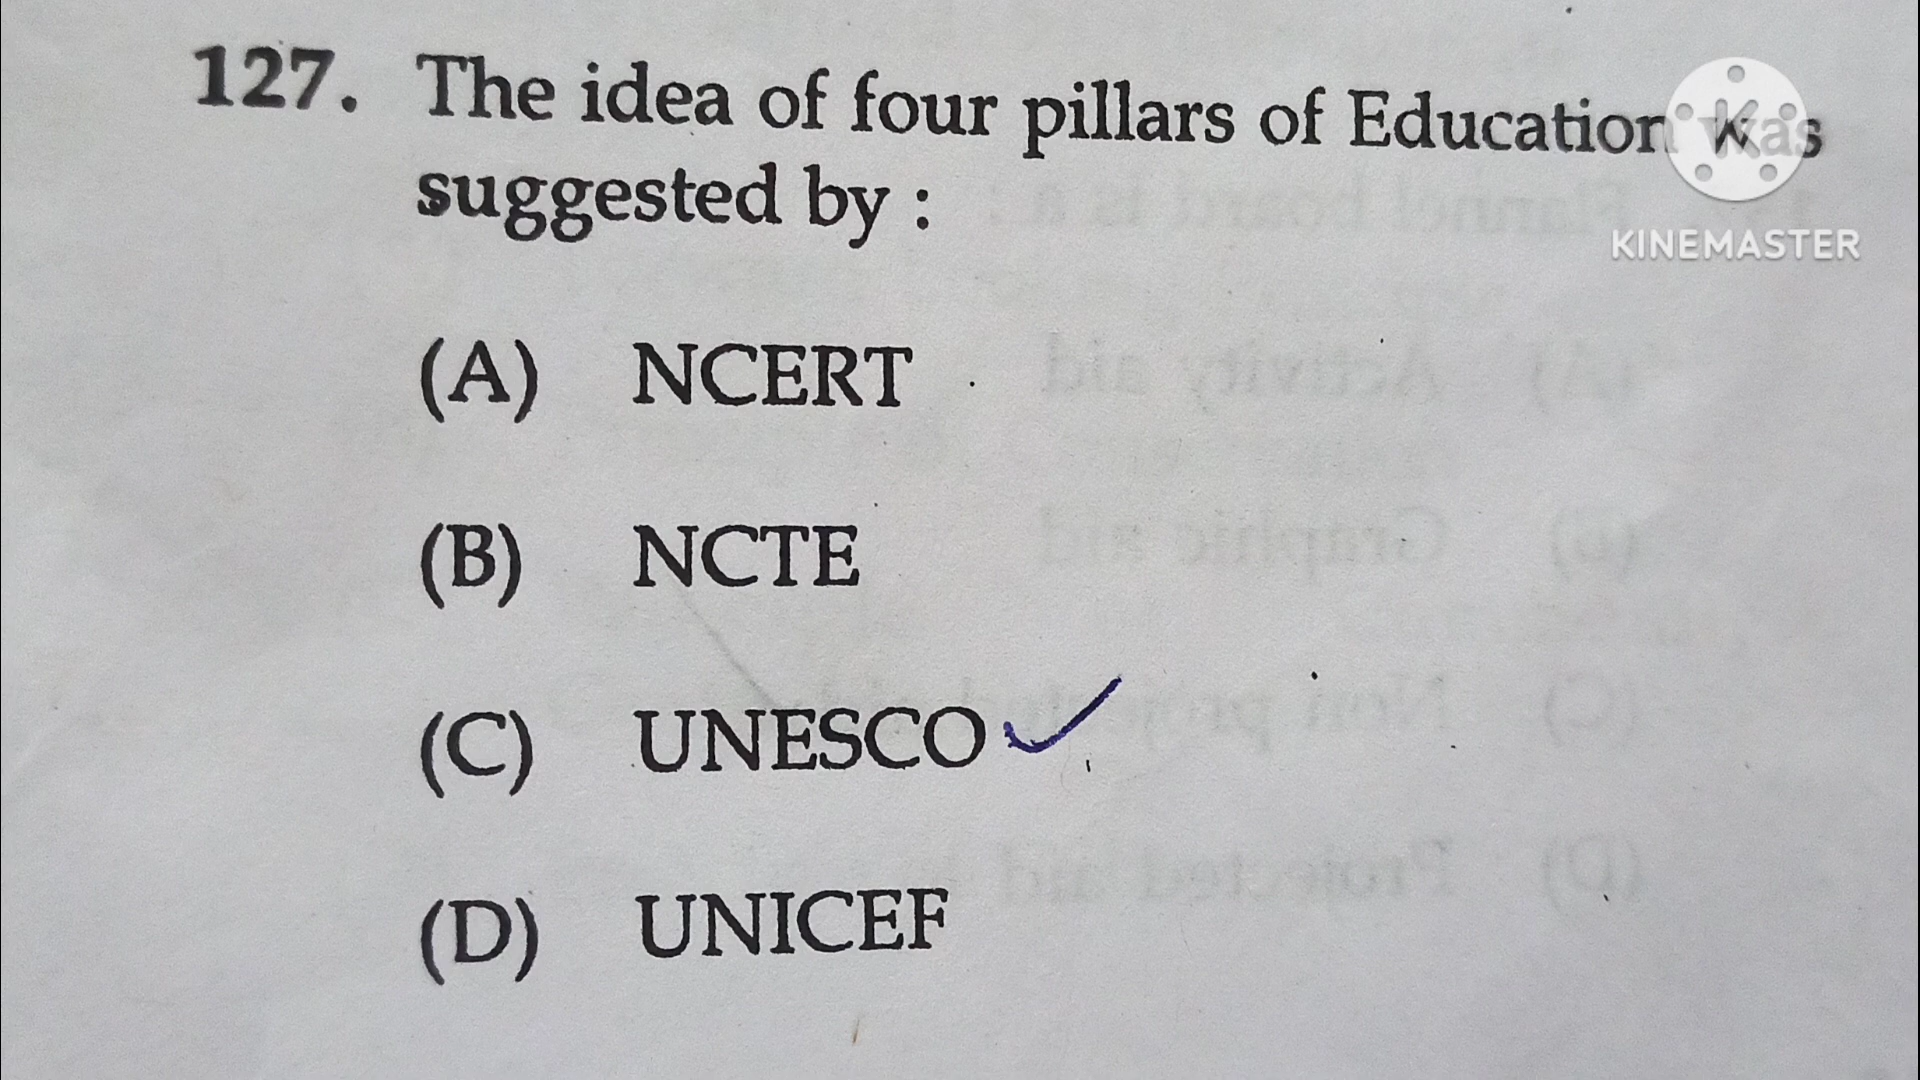 127. The idea of four pillars of Education was
suggested by :
(A) NCERT
(B) NCTE
(C) UNESCO
(D) UNICEF
KINEMASTER